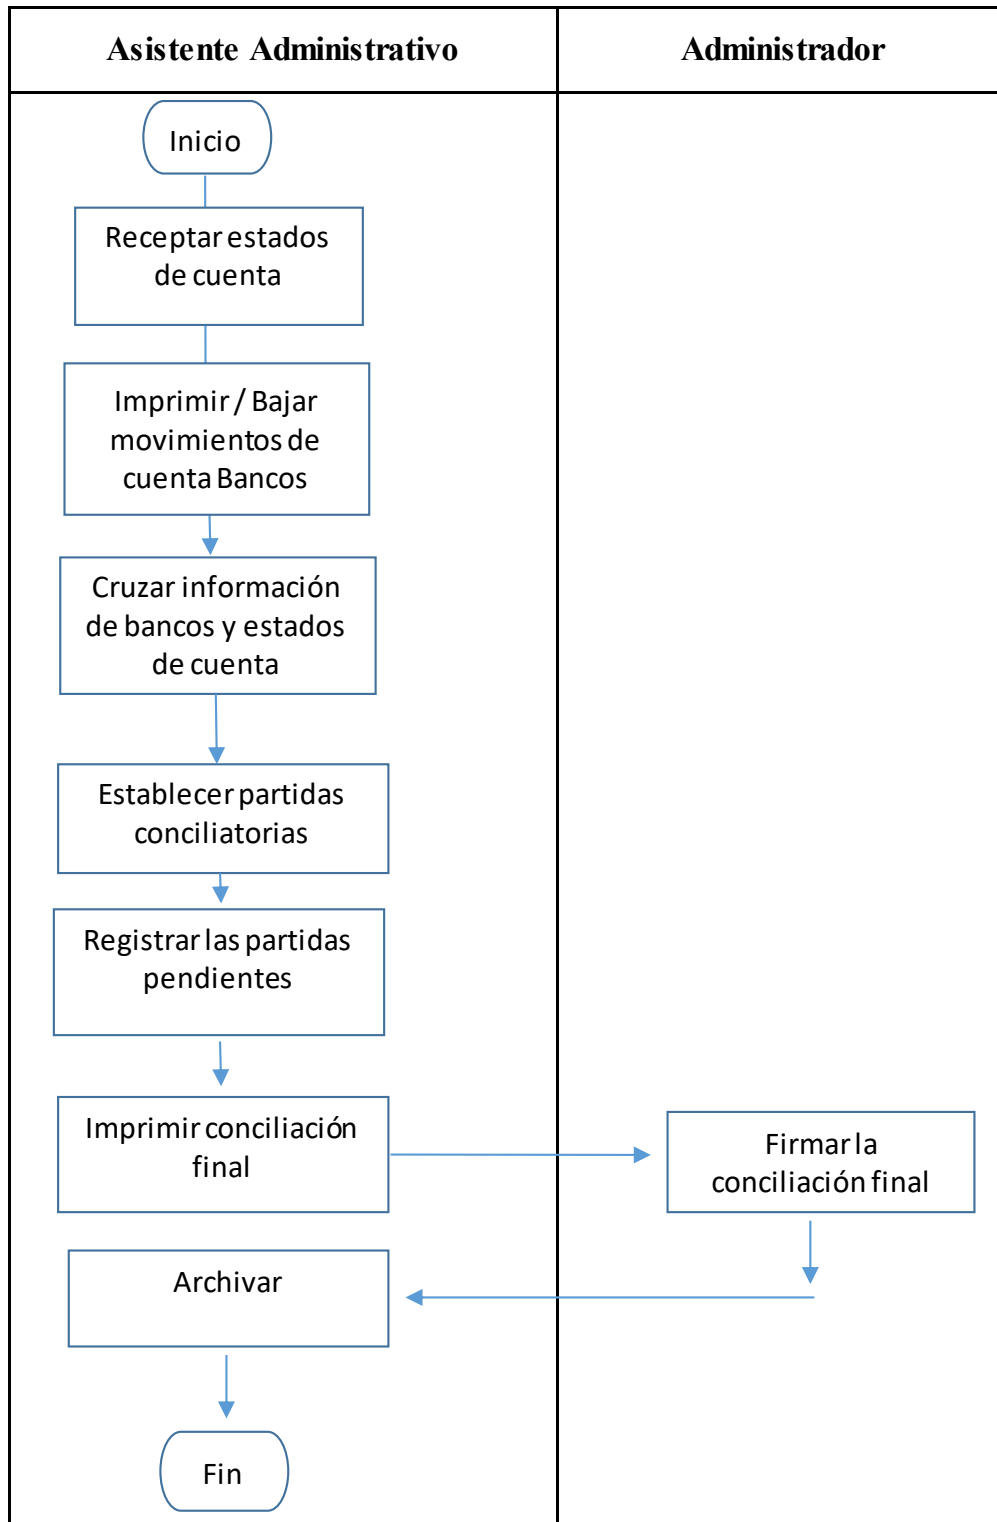 Asistente Administrativo
Administrador
Inicio
Receptar estados
de cuenta
Imprimir / Bajar
movimientos de
cuenta Bancos
Cruzar información
de bancos y estados
de cuenta
Establecer partidas
conciliatorias
Registrar las partidas
pendientes
Imprimir conciliación
final
Firmar la
conciliación final
Archivar
Fin